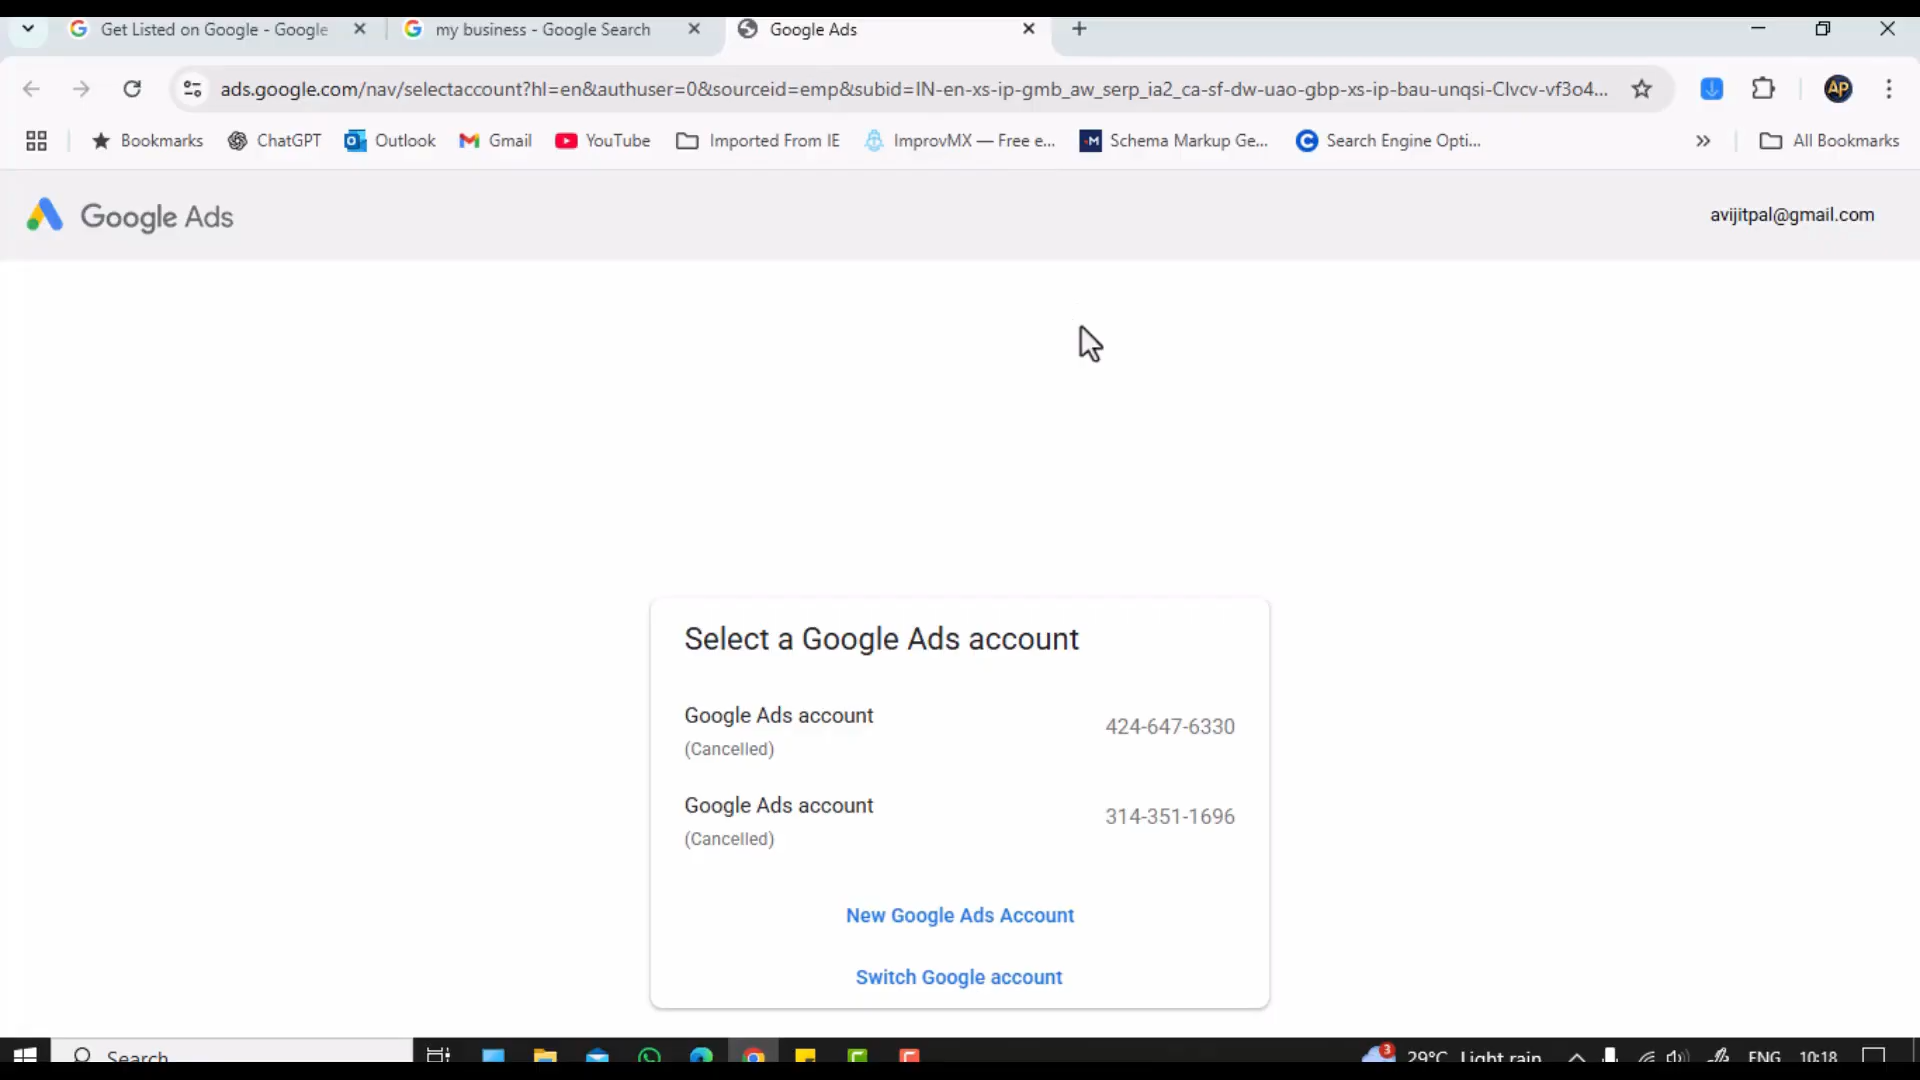 Get Listed on Google - Google
my business - Google Search
Google Ads
ads.google.com/nav/selectaccount?hl=en&authuser=0&sourceid=emp&subid=IN-en-xs-ip-gmb_aw_serp_ia2_ca-sf-dw-uao-gbp-xs-ip-bau-unqsi-Clvcv-vf3o4...
AP
Bookmarks
ChatGPT
Outlook
Gmail
YouTube
Imported From IE
ImprovMX — Free e...
Schema Markup Ge...
Search Engine Opti...
All Bookmarks
Google Ads
avijitpal@gmail.com
Select a Google Ads account
Google Ads account
424-647-6330
(Cancelled)
Google Ads account
314-351-1696
(Cancelled)
New Google Ads Account
Switch Google account
Search
3
29°C Light rain
ENG
10:18